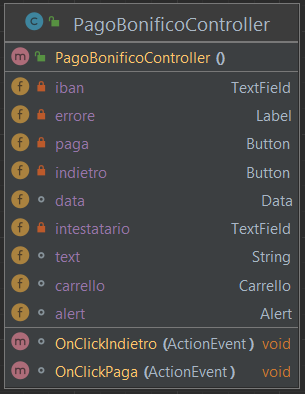 C PagoBonificoController
m PagoBonificoController ()
f iban TextField
f errore Label
f paga Button
f indietro Button
f data Data
f intestatario TextField
f text String
f carrello Carrello
f alert Alert
m OnClickIndietro (ActionEvent) void
m OnClickPaga (ActionEvent) void